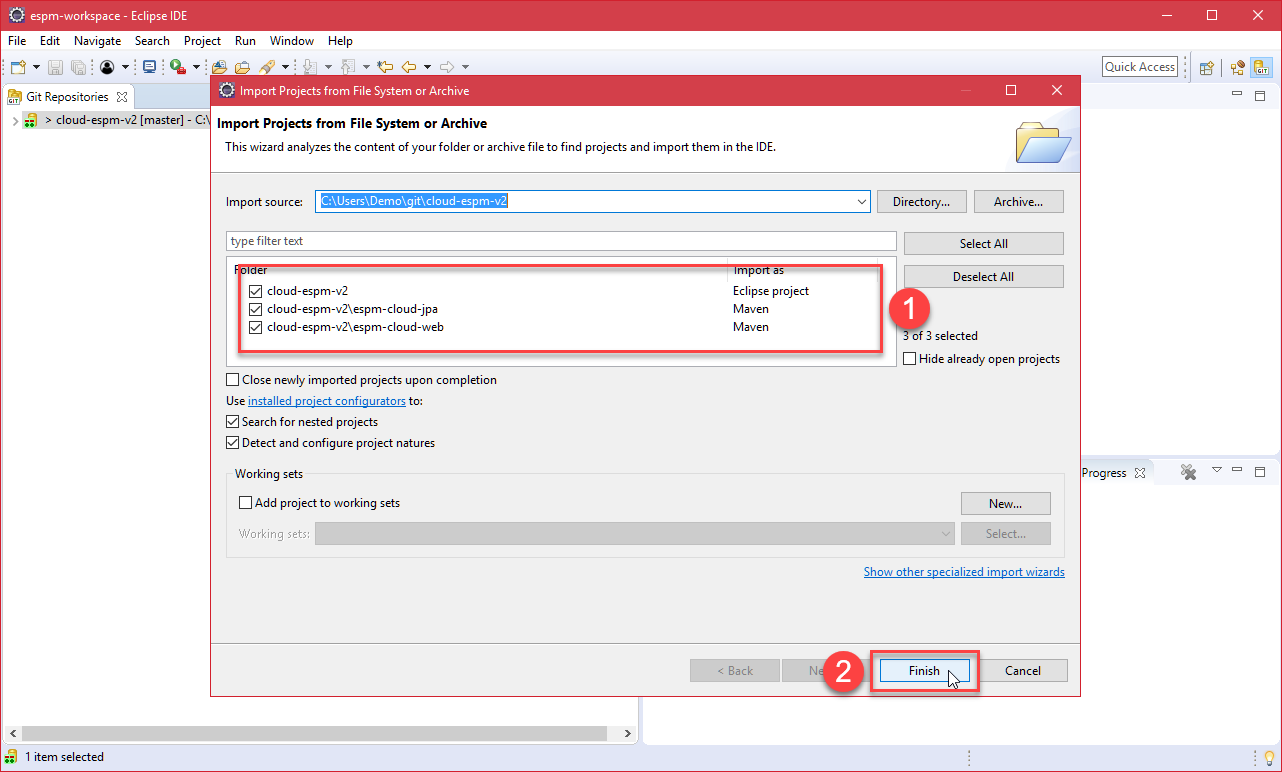 espm-workspace - Eclipse IDE
File Edit Navigate Search Project Run Window Help
Quick Access
Git Repositories
> cloud-espm-v2 [master] - C:\
Import Projects from File System or Archive
Import Projects from File System or Archive
This wizard analyzes the content of your folder or archive file to find projects and import them in the IDE.
Import source: C:\Users\Demo\git\cloud-espm-v2 Directory... Archive...
type filter text Select All
Folder Import as Deselect All
cloud-espm-v2 Eclipse project
cloud-espm-v2\espm-cloud-jpa Maven 1
cloud-espm-v2\espm-cloud-web Maven
3 of 3 selected
Hide already open projects
Close newly imported projects upon completion
Use installed project configurators to:
Search for nested projects
Detect and configure project natures
Working sets
Progress
Add project to working sets New...
Working sets: Select...
Show other specialized import wizards
< Back Ne 2 Finish Cancel
1 item selected